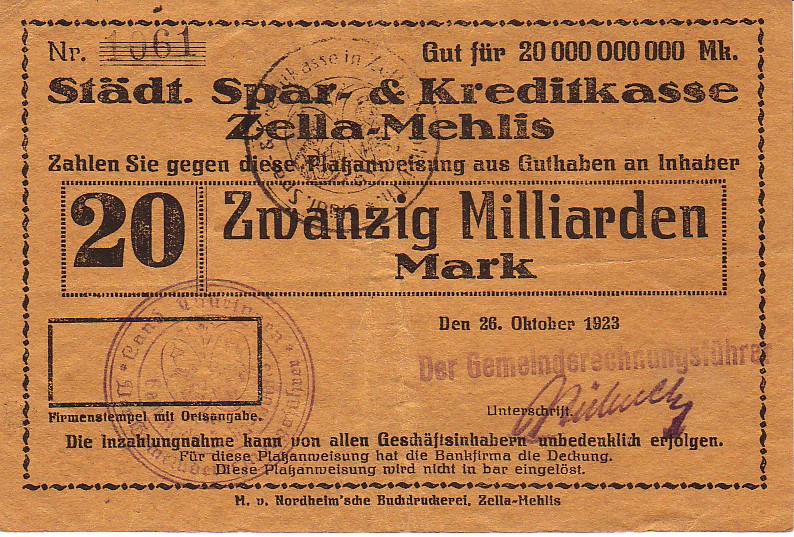 Nr. 1061
Gut für 20 000 000 000 Mk.
Städt. Spar- & Kreditkasse
Zella-Mehlis
Zahlen Sie gegen diese Platzanweisung aus Guthaben an Inhaber
20
Zwanzig Milliarden
Mark
Den 26. Oktober 1923
Der Gemeinderechnungsführer
Firmenstempel mit Ortsangabe.
Unterschrift.
Die Inzahlungnahme kann von allen Geschäftsinhabern unbedenklich erfolgen.
Für diese Platzanweisung hat die Bankfirma die Deckung.
Diese Platzanweisung wird nicht in bar eingelöst.
M. v. Nordheim'sche Buchdruckerei, Zella-Mehlis